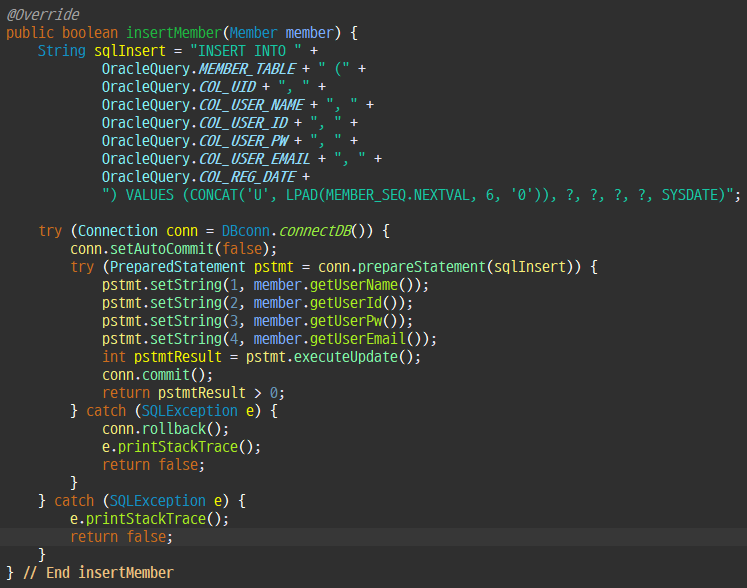 @Override
public boolean insertMember(Member member) {
    String sqlInsert = "INSERT INTO " +
            OracleQuery.MEMBER_TABLE + " (" +
            OracleQuery.COL_UID + ", " +
            OracleQuery.COL_USER_NAME + ", " +
            OracleQuery.COL_USER_ID + ", " +
            OracleQuery.COL_USER_PW + ", " +
            OracleQuery.COL_USER_EMAIL + ", " +
            OracleQuery.COL_REG_DATE +
            ") VALUES (CONCAT('U', LPAD(MEMBER_SEQ.NEXTVAL, 6, '0')), ?, ?, ?, ?, SYSDATE)";

    try (Connection conn = DBconn.connectDB()) {
        conn.setAutoCommit(false);
        try (PreparedStatement pstmt = conn.prepareStatement(sqlInsert)) {
            pstmt.setString(1, member.getUserName());
            pstmt.setString(2, member.getUserId());
            pstmt.setString(3, member.getUserPw());
            pstmt.setString(4, member.getUserEmail());
            int pstmtResult = pstmt.executeUpdate();
            conn.commit();
            return pstmtResult > 0;
        } catch (SQLException e) {
            conn.rollback();
            e.printStackTrace();
            return false;
        }
    } catch (SQLException e) {
        e.printStackTrace();
        return false;
    }
} // End insertMember